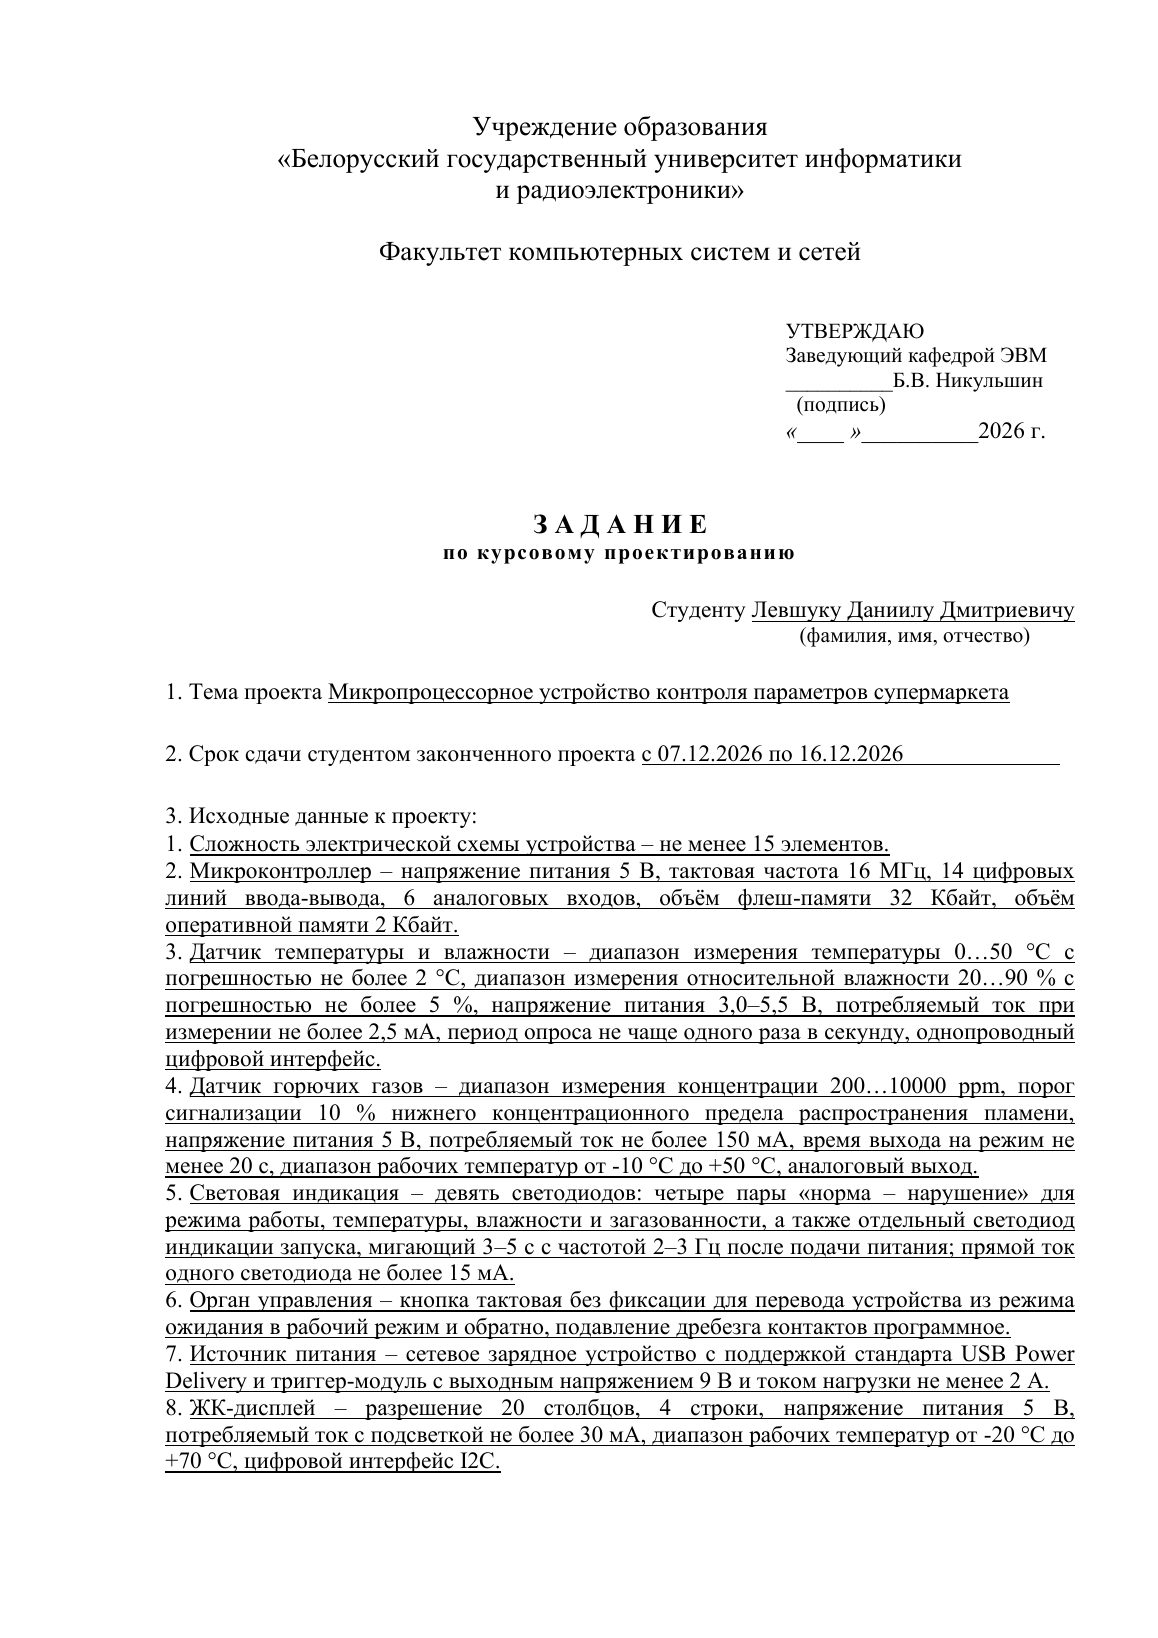 Учреждение образования
«Белорусский государственный университет информатики
и радиоэлектроники»
Факультет компьютерных систем и сетей
УТВЕРЖДАЮ
Заведующий кафедрой ЭВМ
__________Б.В. Никульшин
(подпись)
«____ »__________2026 г.
З А Д А Н И Е
по курсовому проектированию
Студенту Левшуку Даниилу Дмитриевичу
(фамилия, имя, отчество)
1. Тема проекта Микропроцессорное устройство контроля параметров супермаркета
2. Срок сдачи студентом законченного проекта с 07.12.2026 по 16.12.2026
3. Исходные данные к проекту:
1. Сложность электрической схемы устройства – не менее 15 элементов.
2. Микроконтроллер – напряжение питания 5 В, тактовая частота 16 МГц, 14 цифровых
линий ввода-вывода, 6 аналоговых входов, объём флеш-памяти 32 Кбайт, объём
оперативной памяти 2 Кбайт.
3. Датчик температуры и влажности – диапазон измерения температуры 0…50 °C с
погрешностью не более 2 °C, диапазон измерения относительной влажности 20…90 % с
погрешностью не более 5 %, напряжение питания 3,0–5,5 В, потребляемый ток при
измерении не более 2,5 мА, период опроса не чаще одного раза в секунду, однопроводный
цифровой интерфейс.
4. Датчик горючих газов – диапазон измерения концентрации 200…10000 ppm, порог
сигнализации 10 % нижнего концентрационного предела распространения пламени,
напряжение питания 5 В, потребляемый ток не более 150 мА, время выхода на режим не
менее 20 с, диапазон рабочих температур от -10 °C до +50 °C, аналоговый выход.
5. Световая индикация – девять светодиодов: четыре пары «норма – нарушение» для
режима работы, температуры, влажности и загазованности, а также отдельный светодиод
индикации запуска, мигающий 3–5 с с частотой 2–3 Гц после подачи питания; прямой ток
одного светодиода не более 15 мА.
6. Орган управления – кнопка тактовая без фиксации для перевода устройства из режима
ожидания в рабочий режим и обратно, подавление дребезга контактов программное.
7. Источник питания – сетевое зарядное устройство с поддержкой стандарта USB Power
Delivery и триггер-модуль с выходным напряжением 9 В и током нагрузки не менее 2 А.
8. ЖК-дисплей – разрешение 20 столбцов, 4 строки, напряжение питания 5 В,
потребляемый ток с подсветкой не более 30 мА, диапазон рабочих температур от -20 °C до
+70 °C, цифровой интерфейс I2C.